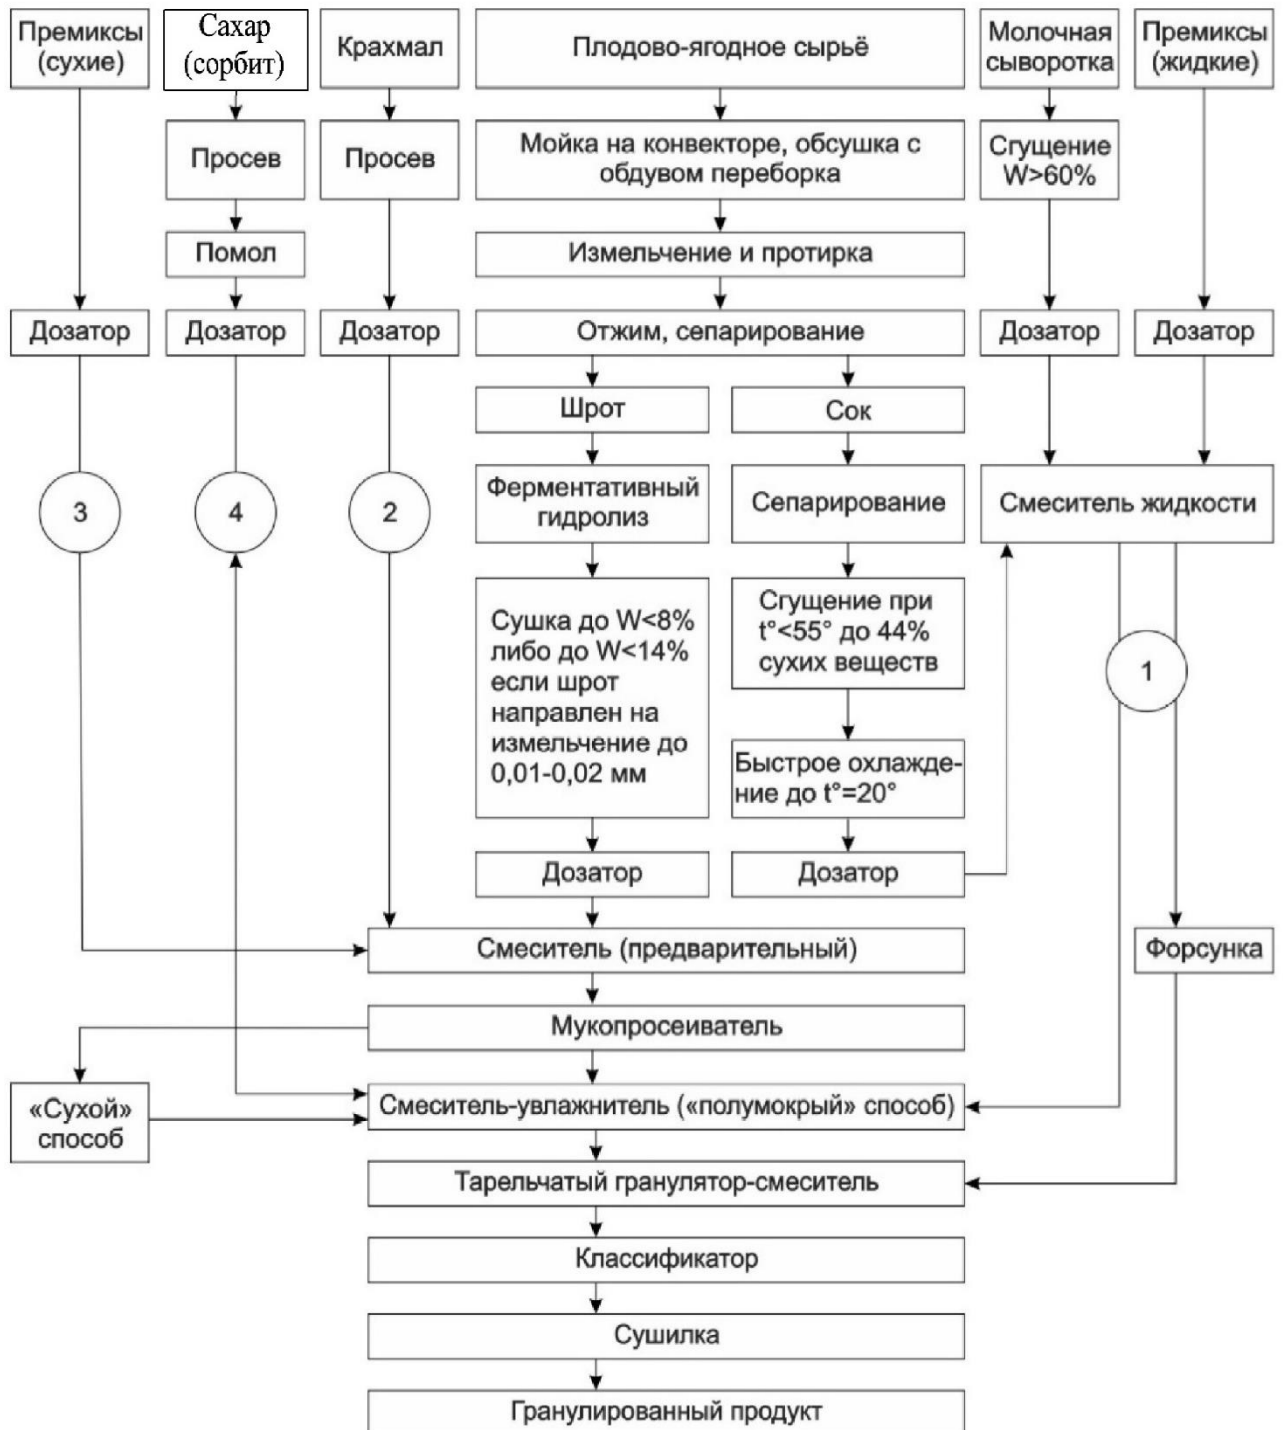 Премиксы
(сухие)
Сахар
(сорбит)
Крахмал
Плодово-ягодное сырьё
Молочная
сыворотка
Премиксы
(жидкие)
Просев
Просев
Мойка на конвекторе, обсушка с
обдувом переборка
Сгущение
W>60%
Помол
Измельчение и протирка
Дозатор
Дозатор
Дозатор
Отжим, сепарирование
Дозатор
Дозатор
Шрот
Сок
3
4
2
Ферментативный
гидролиз
Сепарирование
Смеситель жидкости
Сушка до W<8%
либо до W<14%
если шрот
направлен на
измельчение до
0,01-0,02 мм
Сгущение при
t°<55° до 44%
сухих веществ
1
Быстрое охлажде-
ние до t°=20°
Дозатор
Дозатор
Смеситель (предварительный)
Форсунка
Мукопросеиватель
«Сухой»
способ
Смеситель-увлажнитель («полумокрый» способ)
Тарельчатый гранулятор-смеситель
Классификатор
Сушилка
Гранулированный продукт